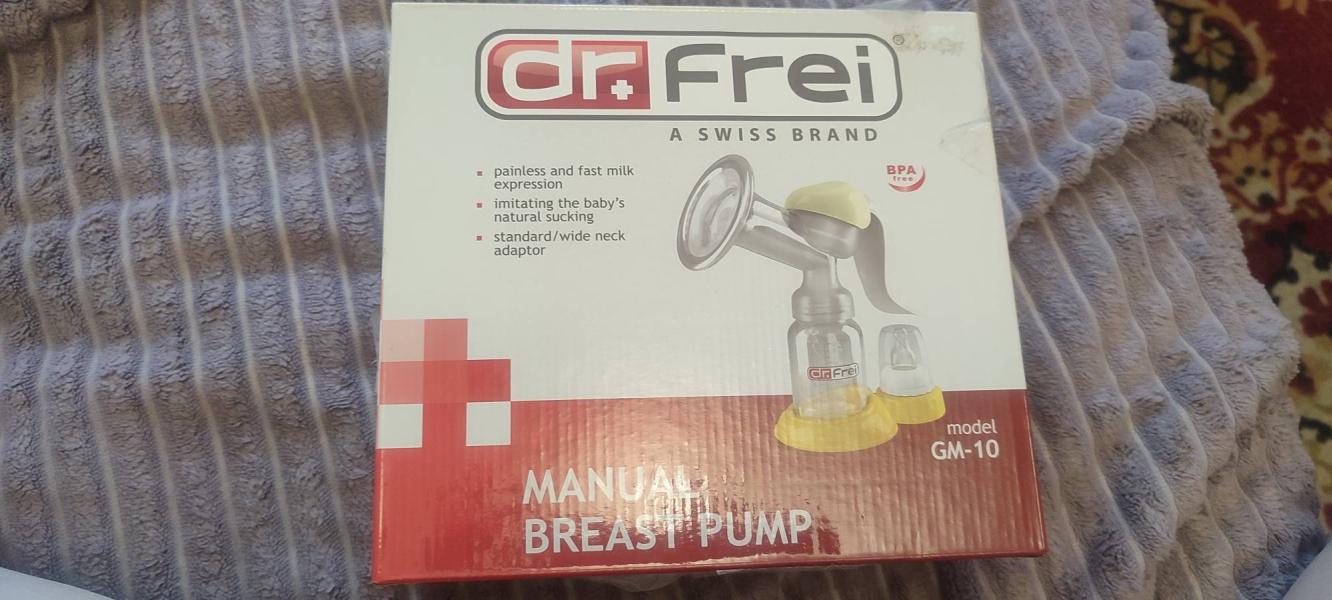 dr.Frei
A SWISS BRAND
painless and fast milk
expression
imitating the baby's
natural sucking
standard/wide neck
adaptor
BPA
free
dr.Frei
model
GM-10
MANUAL
BREAST PUMP